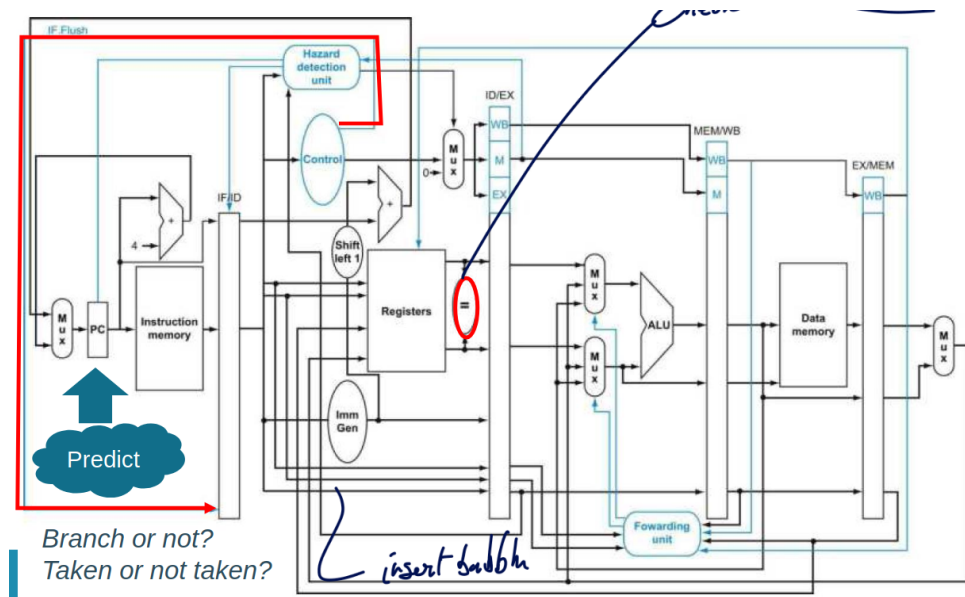 IF.Flush
Hazard
detection
unit
ID/EX
WB
MEM/WB
Control
M
u
x
M
WB
EX/MEM
0
EX
M
WB
IF/ID
+
+
4
Shift
left 1
M
u
x
PC
Instruction
memory
Registers
=
M
u
x
ALU
Data
memory
M
u
x
M
u
x
Imm
Gen
Predict
Fowarding
unit
Branch or not?
Taken or not taken?
insert